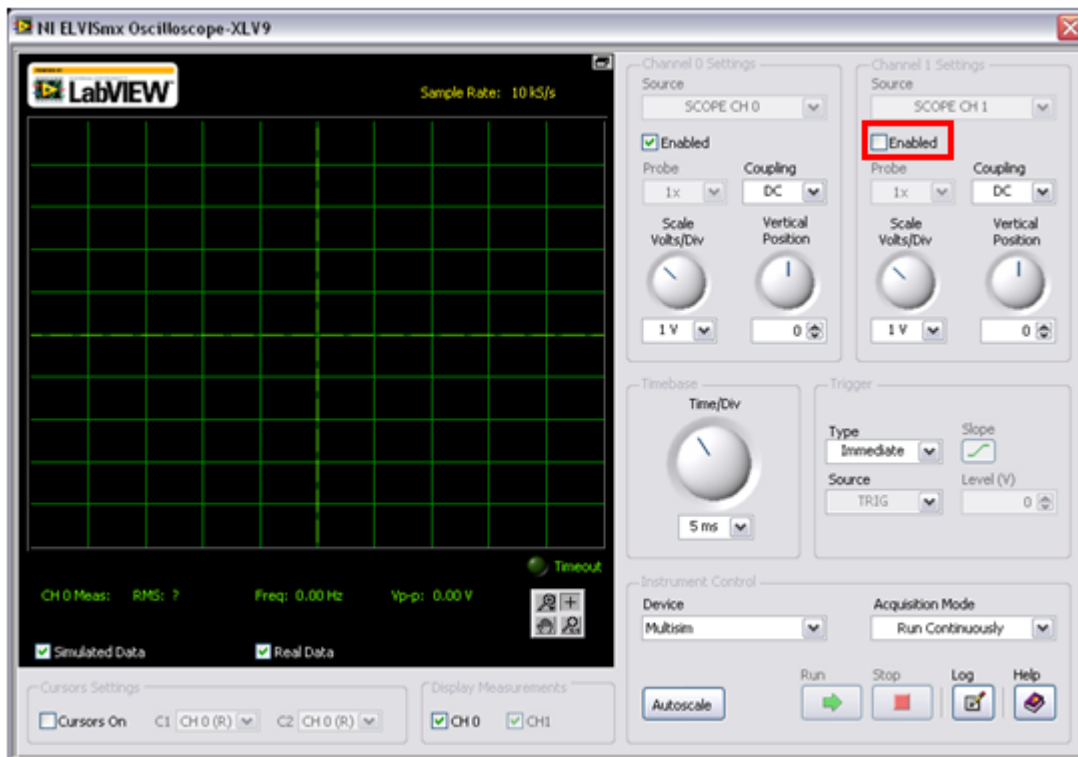 NI ELVISmx Oscilloscope-XLV9
LabVIEW
Sample Rate: 10 kS/s
Timeout
CH 0 Meas: RMS: ? Freq: 0.00 Hz Vp-p: 0.00 V
Simulated Data Real Data
Cursors Settings
Cursors On C1 CH 0 (R) C2 CH 0 (R)
Display Measurements
CH 0 CH1
Channel 0 Settings
Source
SCOPE CH 0
Enabled
Probe Coupling
1x DC
Scale Volts/Div
Vertical Position
1 V 0
Channel 1 Settings
Source
SCOPE CH 1
Enabled
Probe Coupling
1x DC
Scale Volts/Div
Vertical Position
1 V 0
Timebase
Time/Div
5 ms
Trigger
Type Slope
Immediate
Source Level (V)
TRIG 0
Instrument Control
Device Acquisition Mode
Multisim Run Continuously
Run Stop Log Help
Autoscale